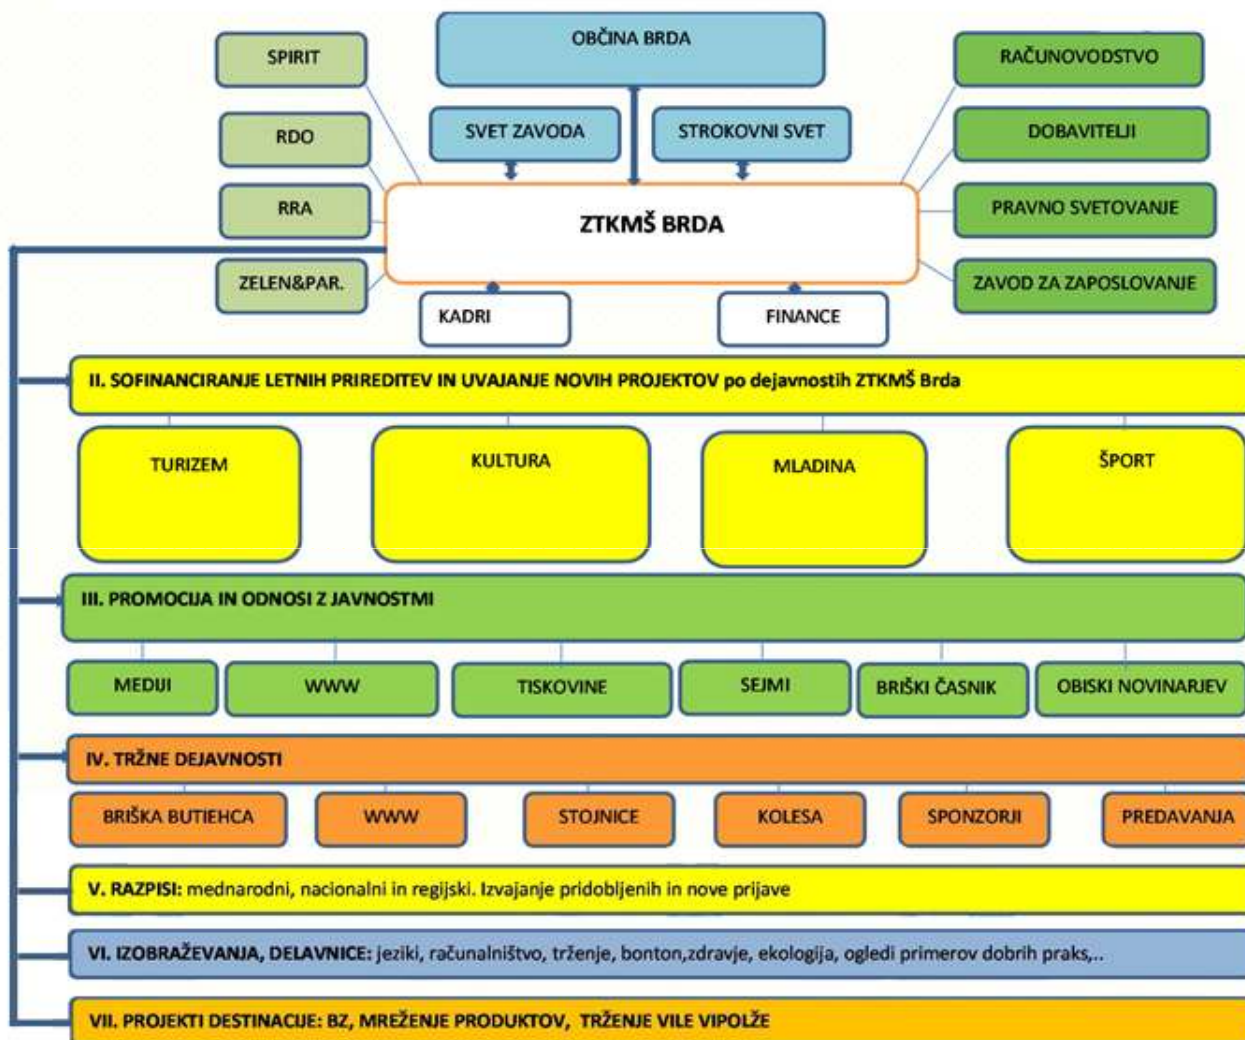 OBČINA BRDA
SPIRIT
RAČUNOVODSTVO
RDO
SVET ZAVODA
STROKOVNI SVET
DOBAVITELJI
RRA
ZTKMŠ BRDA
PRAVNO SVETOVANJE
ZELEN&PAR.
ZAVOD ZA ZAPOSLOVANJE
KADRI
FINANCE
II. SOFINANCIRANJE LETNIH PRIREDITEV IN UVAJANJE NOVIH PROJEKTOV po dejavnostih ZTKMŠ Brda
TURIZEM
KULTURA
MLADINA
ŠPORT
III. PROMOCIJA IN ODNOSI Z JAVNOSTMI
MEDIJI
WWW
TISKOVINE
SEJMI
BRIŠKI ČASNIK
OBISKI NOVINARJEV
IV. TRŽNE DEJAVNOSTI
BRIŠKA BUTIEHCA
WWW
STOJNICE
KOLESA
SPONZORJI
PREDAVANJA
V. RAZPISI: mednarodni, nacionalni in regijski. Izvajanje pridobljenih in nove prijave
VI. IZOBRAŽEVANJA, DELAVNICE: jeziki, računalništvo, trženje, bonton,zdravje, ekologija, ogledi primerov dobrih praks,..
VII. PROJEKTI DESTINACIJE: BZ, MREŽENJE PRODUKTOV, TRŽENJE VILE VIPOLŽE